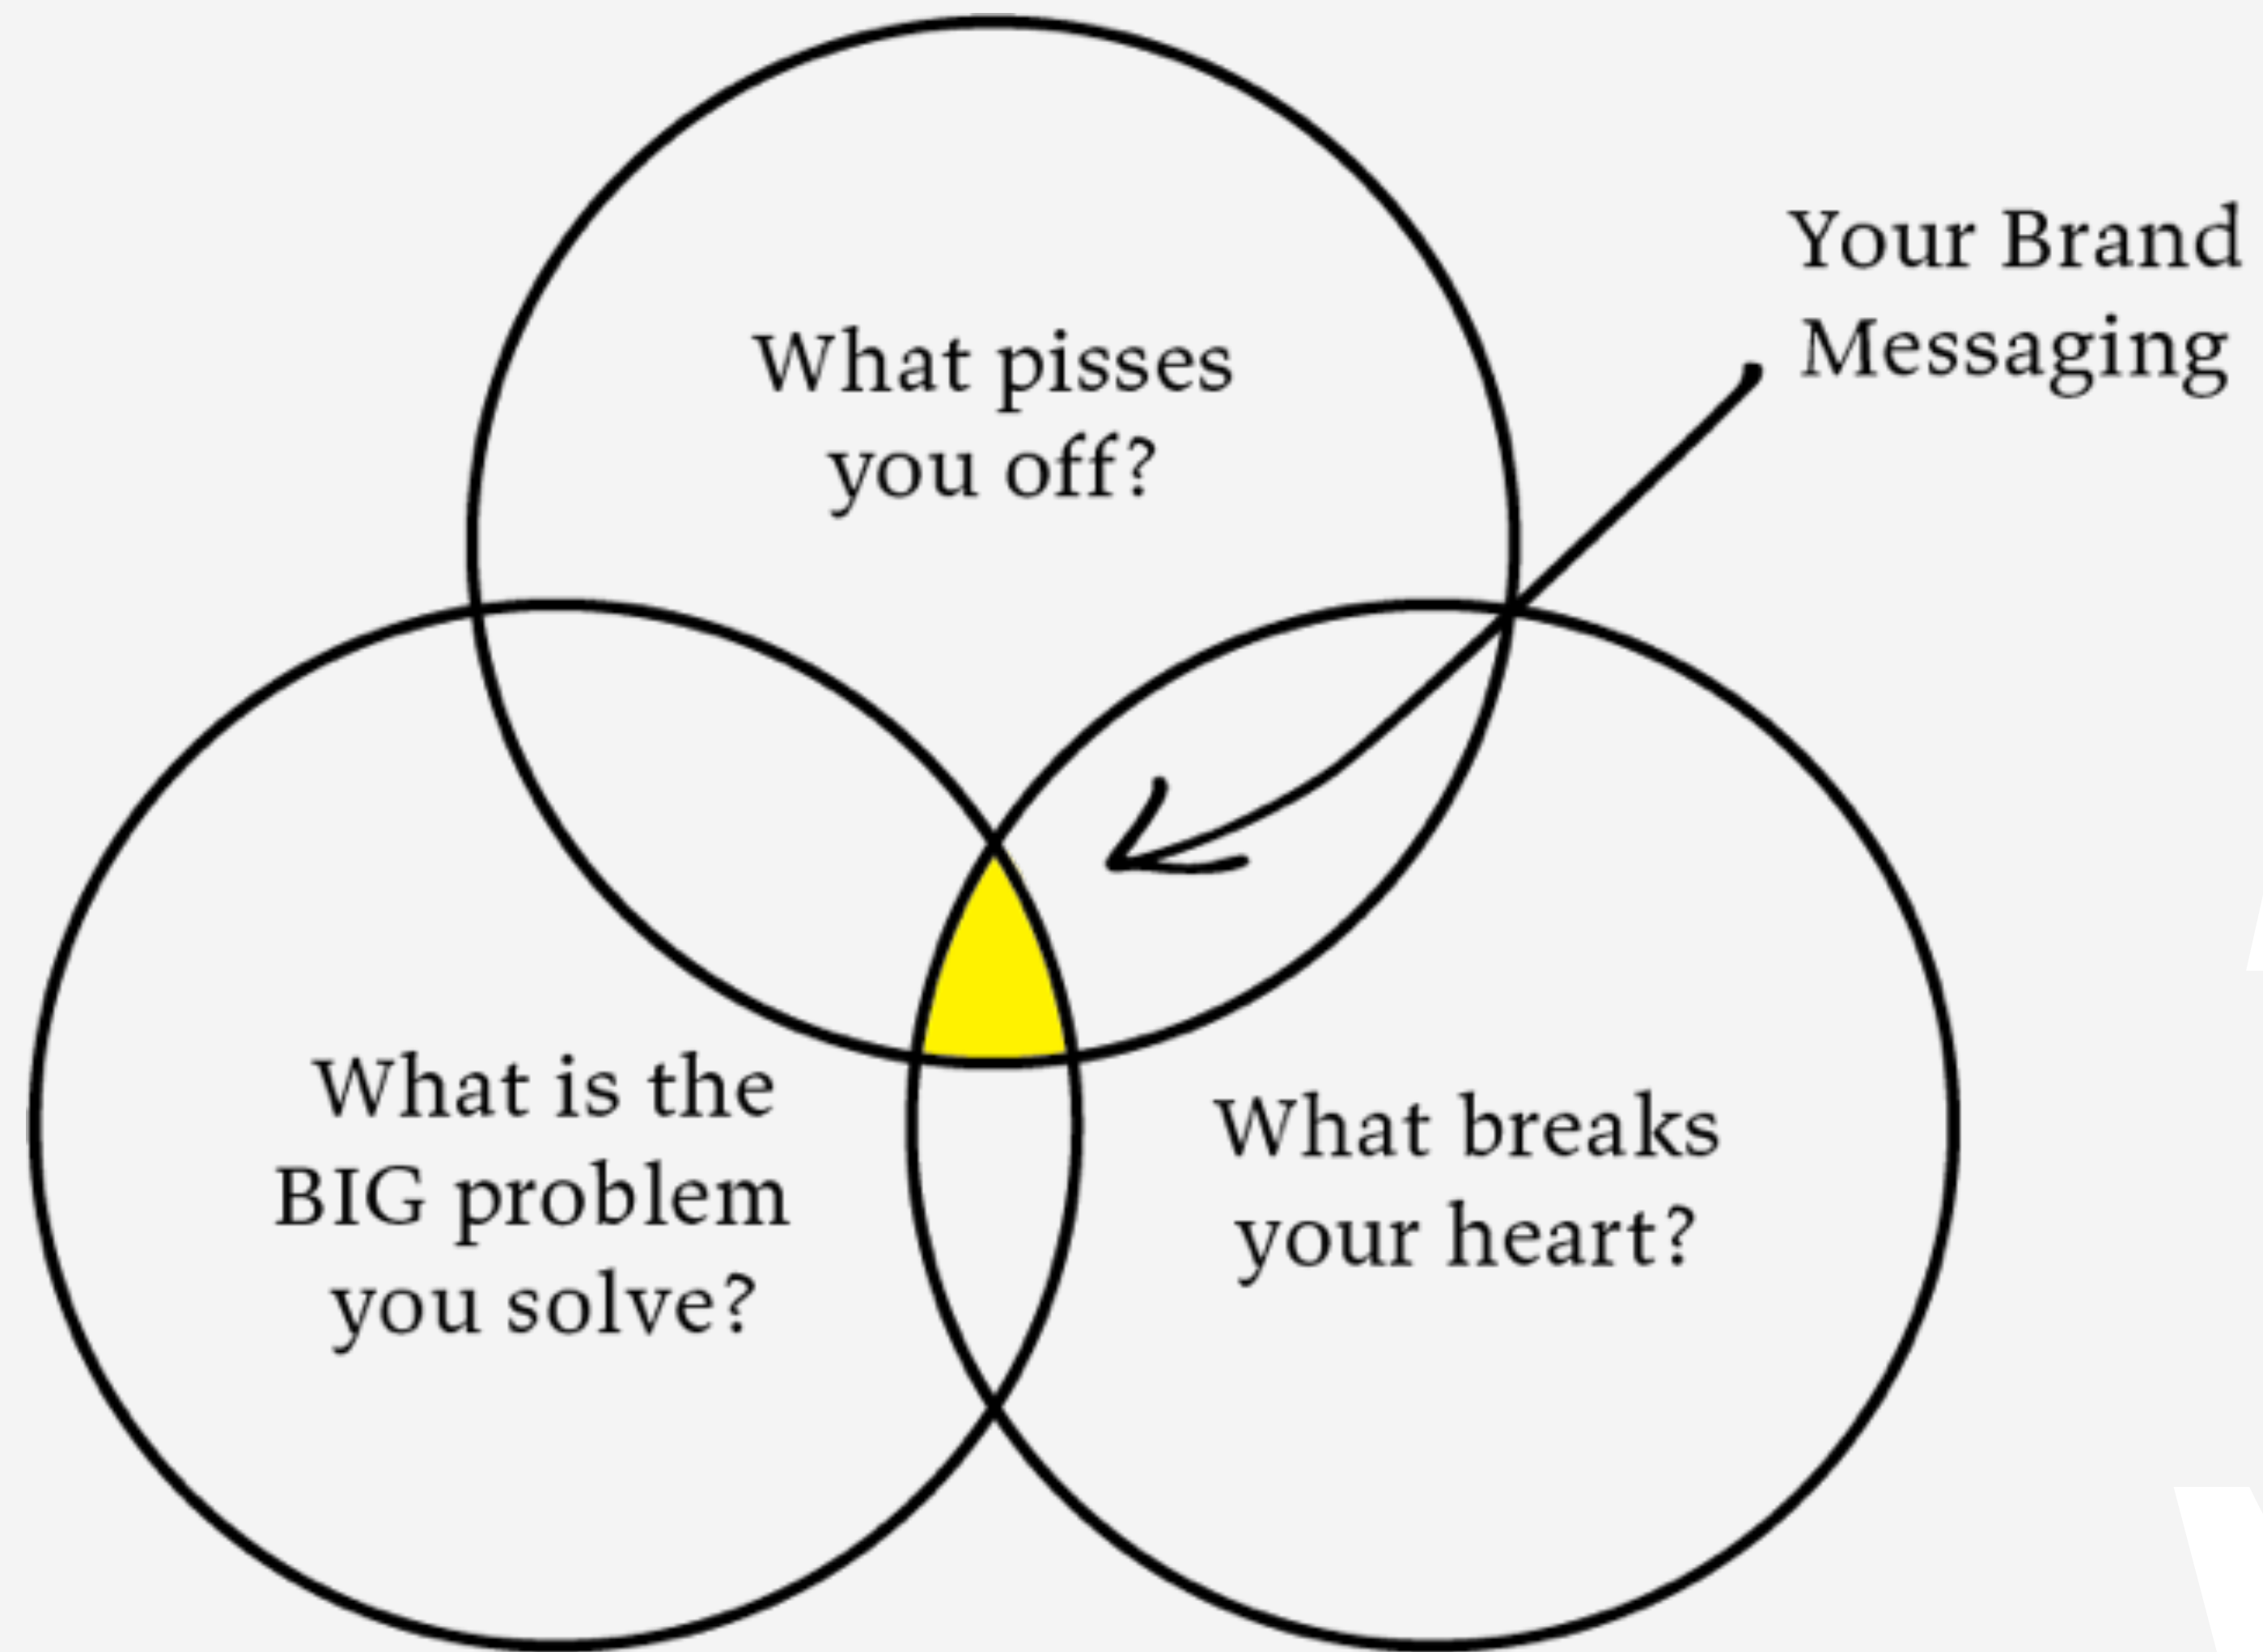 What pisses
you off?
Your Brand
Messaging
What is the
BIG problem
you solve?
What breaks
your heart?